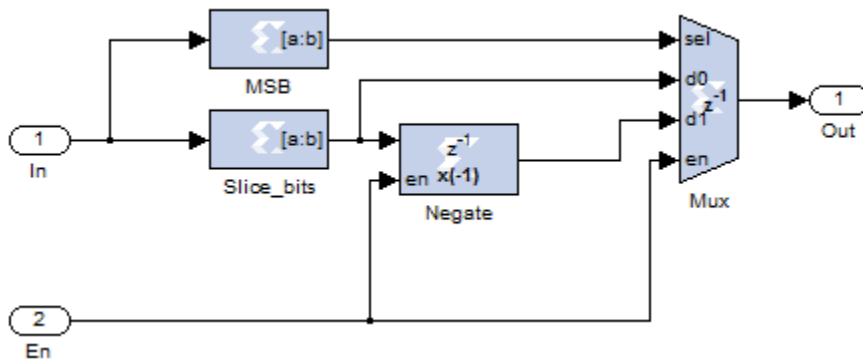 [a:b]
MSB
sel
d0
z⁻¹
d1
en
Mux
1
Out
1
In
[a:b]
Slice_bits
z⁻¹
en
x(-1)
Negate
2
En